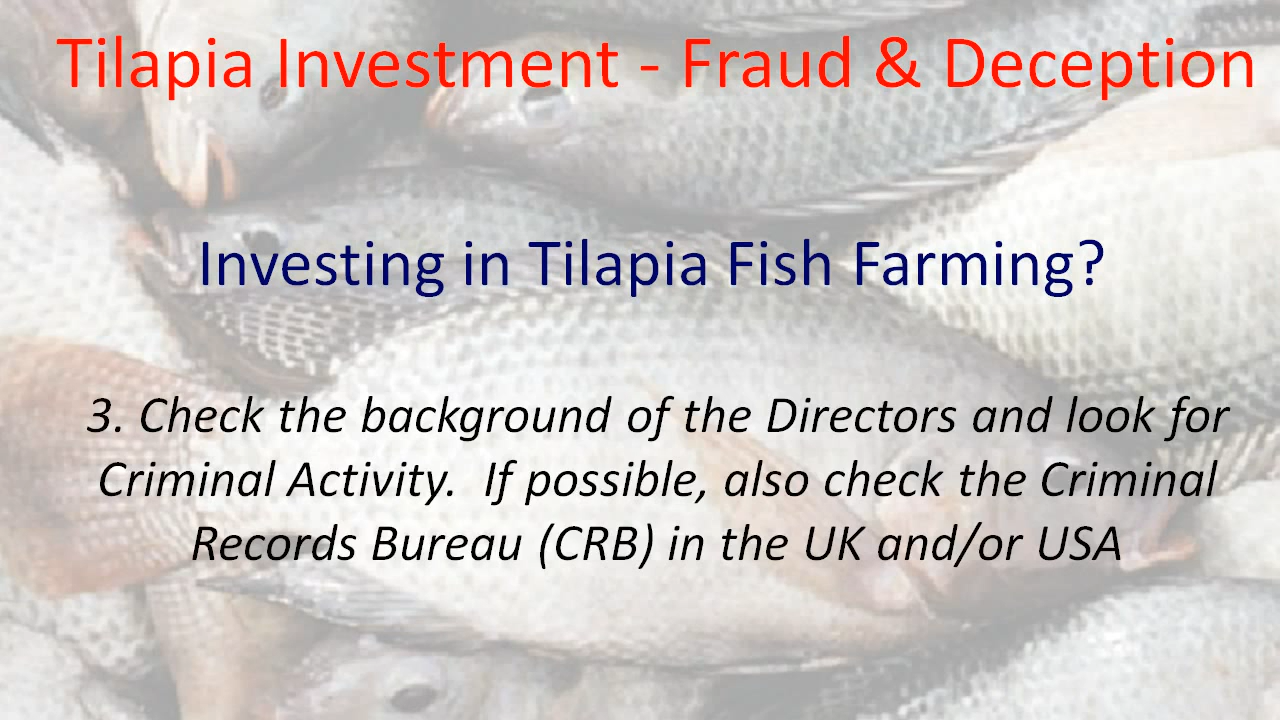 Tilapia Investment - Fraud & Deception
Investing in Tilapia Fish Farming?
3. Check the background of the Directors and look for
Criminal Activity.  If possible, also check the Criminal
Records Bureau (CRB) in the UK and/or USA